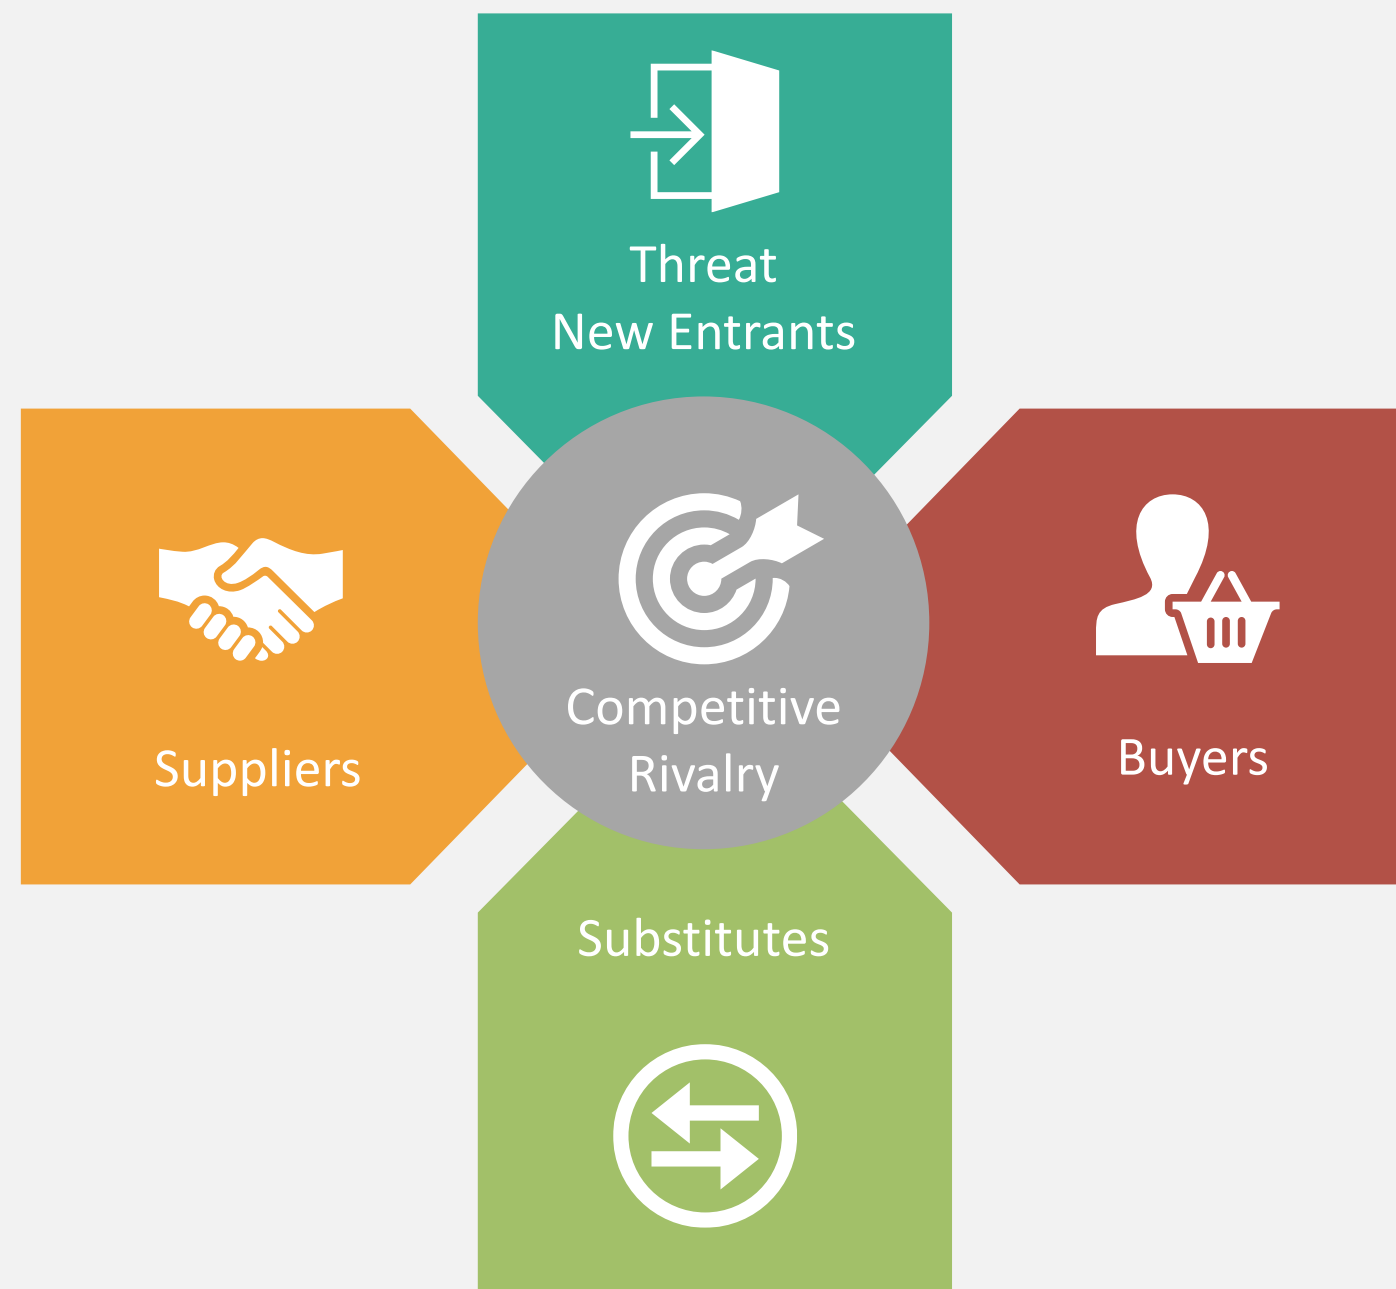 Threat
New Entrants
Suppliers
Competitive
Rivalry
Buyers
Substitutes